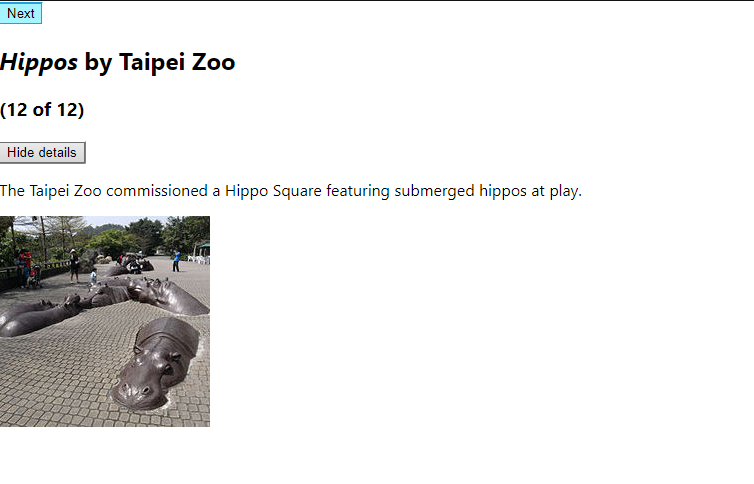 Next
Hippos by Taipei Zoo
(12 of 12)
Hide details
The Taipei Zoo commissioned a Hippo Square featuring submerged hippos at play.